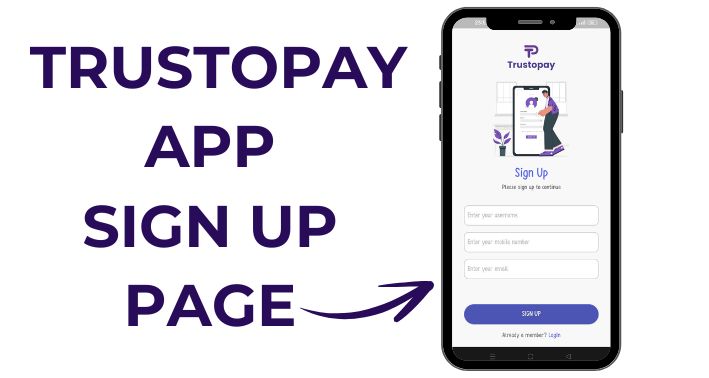 TRUSTOPAY
APP
SIGN UP
PAGE
Trustopay
Sign Up
Please sign up to continue
Enter your username
Enter your mobile number
Enter your email
SIGN UP
Already a member? Login